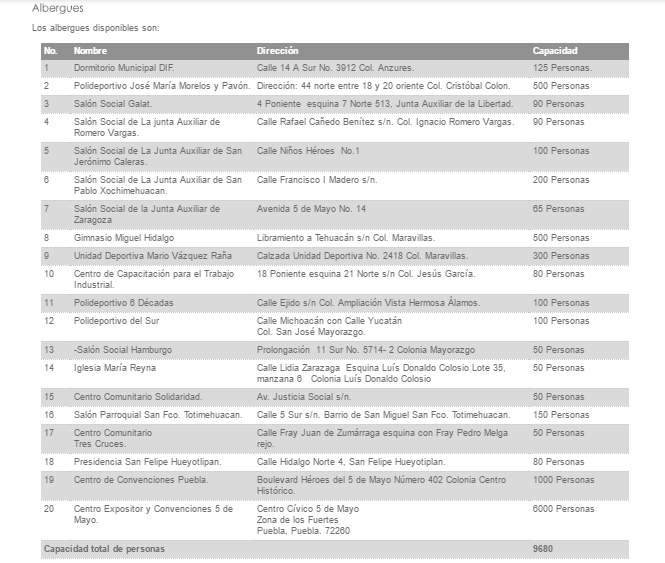 Albergues
Los albergues disponibles son:
No. Nombre Dirección Capacidad
1 Dormitorio Municipal DIF. Calle 14 A Sur No. 3912 Col. Anzures. 125 Personas.
2 Polideportivo José María Morelos y Pavón. Dirección: 44 norte entre 18 y 20 oriente Col. Cristóbal Colon. 500 Personas
3 Salón Social Galat. 4 Poniente esquina 7 Norte 513, Junta Auxiliar de la Libertad. 90 Personas
4 Salón Social de La junta Auxiliar de Calle Rafael Cañedo Benítez s/n. Col. Ignacio Romero Vargas. 90 Personas
Romero Vargas.
5 Salón Social de La Junta Auxiliar de San Calle Niños Héroes No.1 100 Personas
Jerónimo Caleras.
6 Salón Social de La Junta Auxiliar de San Calle Francisco I Madero s/n. 200 Personas
Pablo Xochimehuacan.
7 Salón Social de la Junta Auxiliar de Avenida 5 de Mayo No. 14 65 Personas
Zaragoza
8 Gimnasio Miguel Hidalgo Libramiento a Tehuacán s/n Col. Maravillas. 500 Personas
9 Unidad Deportiva Mario Vázquez Raña Calzada Unidad Deportiva No. 2418 Col. Maravillas. 300 Personas
10 Centro de Capacitación para el Trabajo 18 Poniente esquina 21 Norte s/n Col. Jesús García. 80 Personas
Industrial.
11 Polideportivo 6 Décadas Calle Ejido s/n Col. Ampliación Vista Hermosa Álamos. 100 Personas
12 Polideportivo del Sur Calle Michoacán con Calle Yucatán 100 Personas
Col. San José Mayorazgo.
13 -Salón Social Hamburgo Prolongación 11 Sur No. 5714- 2 Colonia Mayorazgo 50 Personas
14 Iglesia María Reyna Calle Lidia Zarazaga Esquina Luís Donaldo Colosio Lote 35, 50 Personas
manzana 6 Colonia Luís Donaldo Colosio
15 Centro Comunitario Solidaridad. Av. Justicia Social s/n. 50 Personas
16 Salón Parroquial San Fco. Totimehuacan. Calle 5 Sur s/n. Barrio de San Miguel San Fco. Totimehuacan. 150 Personas
17 Centro Comunitario Calle Fray Juan de Zumárraga esquina con Fray Pedro Melga 50 Personas
Tres Cruces. rejo.
18 Presidencia San Felipe Hueyotlipan. Calle Hidalgo Norte 4, San Felipe Hueyotiplan. 80 Personas
19 Centro de Convenciones Puebla. Boulevard Héroes del 5 de Mayo Número 402 Colonia Centro 1000 Personas
Histórico.
20 Centro Expositor y Convenciones 5 de Centro Cívico 5 de Mayo 6000 Personas
Mayo. Zona de los Fuertes
Puebla, Puebla. 72260
Capacidad total de personas 9680